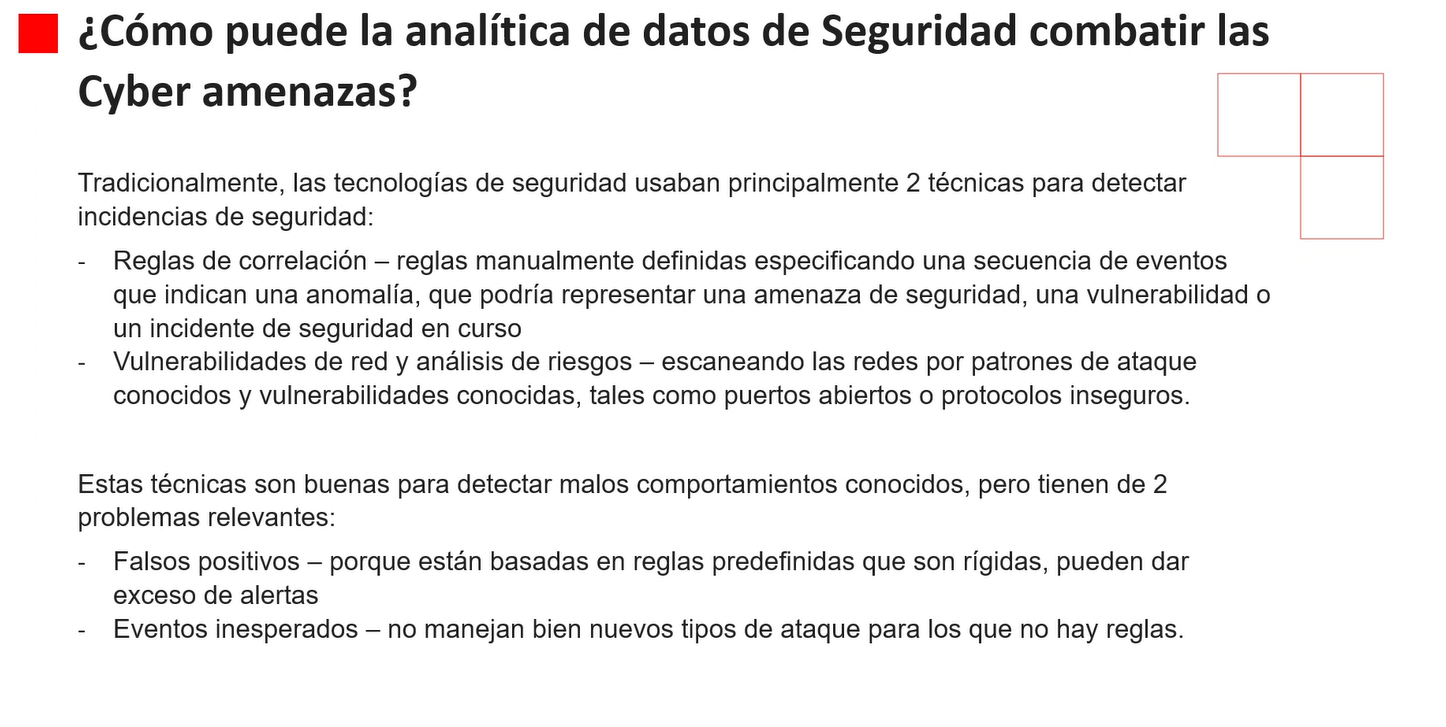 ¿Cómo puede la analítica de datos de Seguridad combatir las
Cyber amenazas?
Tradicionalmente, las tecnologías de seguridad usaban principalmente 2 técnicas para detectar
incidencias de seguridad:
- Reglas de correlación – reglas manualmente definidas especificando una secuencia de eventos
que indican una anomalía, que podría representar una amenaza de seguridad, una vulnerabilidad o
un incidente de seguridad en curso
- Vulnerabilidades de red y análisis de riesgos – escaneando las redes por patrones de ataque
conocidos y vulnerabilidades conocidas, tales como puertos abiertos o protocolos inseguros.
Estas técnicas son buenas para detectar malos comportamientos conocidos, pero tienen de 2
problemas relevantes:
- Falsos positivos – porque están basadas en reglas predefinidas que son rígidas, pueden dar
exceso de alertas
- Eventos inesperados – no manejan bien nuevos tipos de ataque para los que no hay reglas.